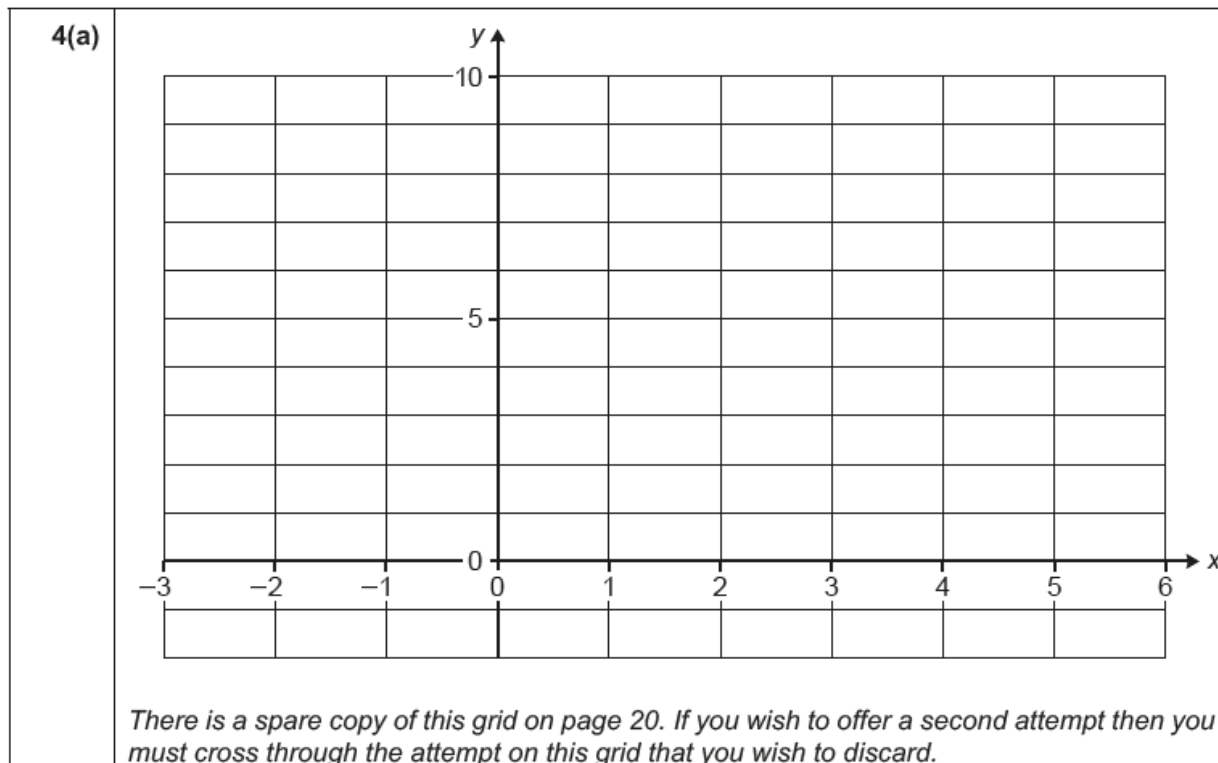 4(a)
y
10
5
0
x
–3 –2 –1 0 1 2 3 4 5 6
There is a spare copy of this grid on page 20. If you wish to offer a second attempt then you
must cross through the attempt on this grid that you wish to discard.